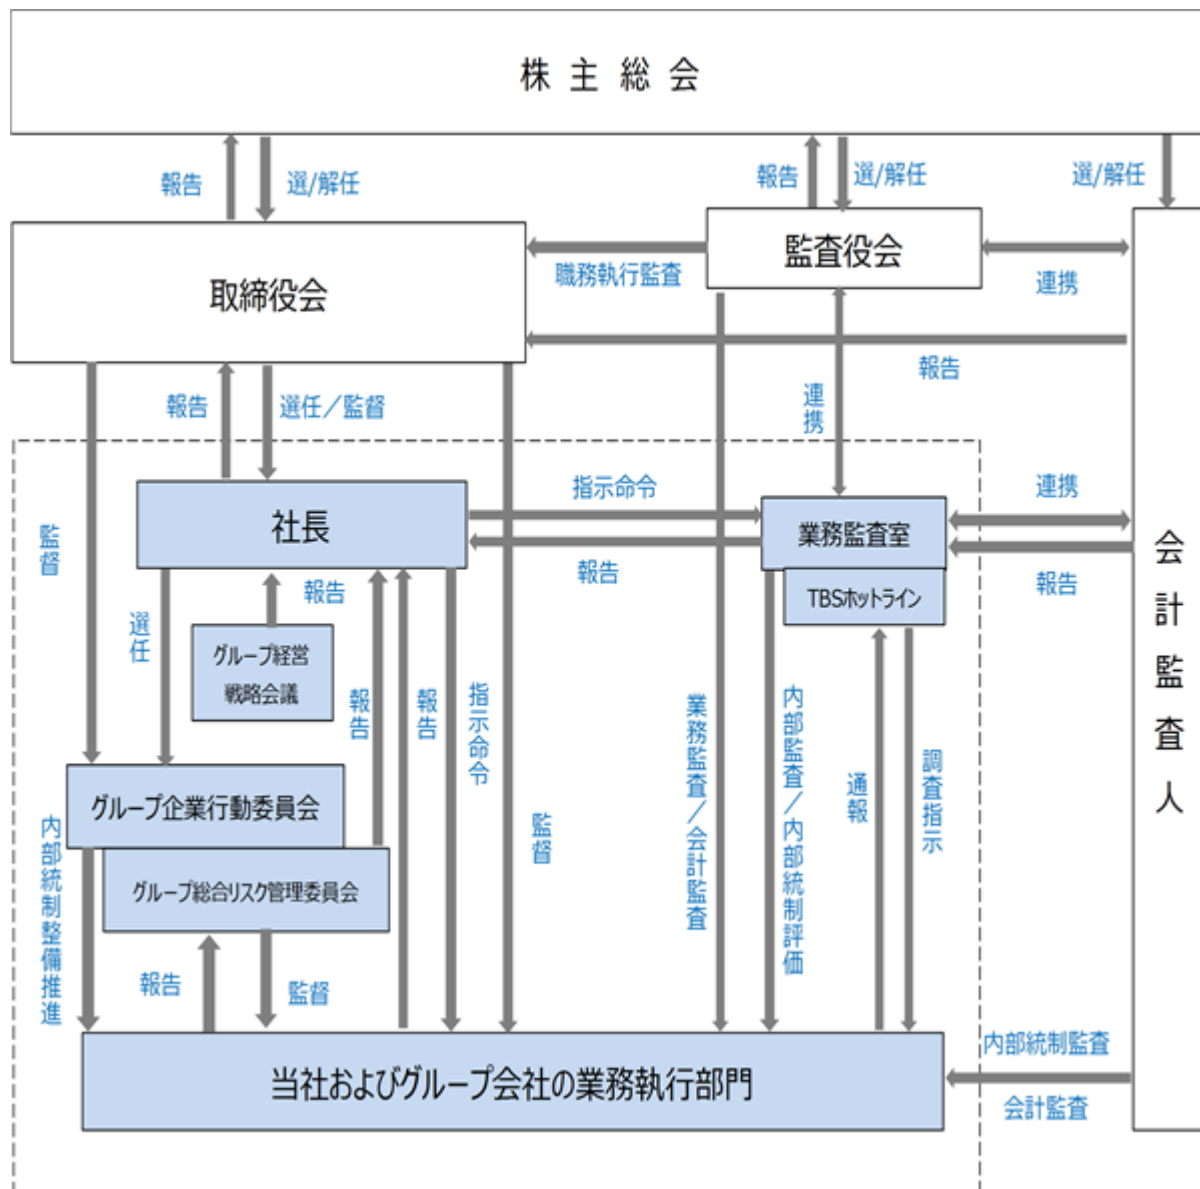 株主総会
報告
選/解任
報告
選/解任
選/解任
取締役会
監査役会
職務執行監査
連携
報告
報告
選任／監督
連携
監督
社長
指示命令
報告
業務監査室
TBSホットライン
連携
報告
会計監査人
選任
報告
グループ経営
戦略会議
報告
報告
指示命令
監督
業務監査／会計監査
内部監査／内部統制評価
通報
調査指示
グループ企業行動委員会
グループ総合リスク管理委員会
内部統制整備推進
報告
監督
当社およびグループ会社の業務執行部門
内部統制監査
会計監査